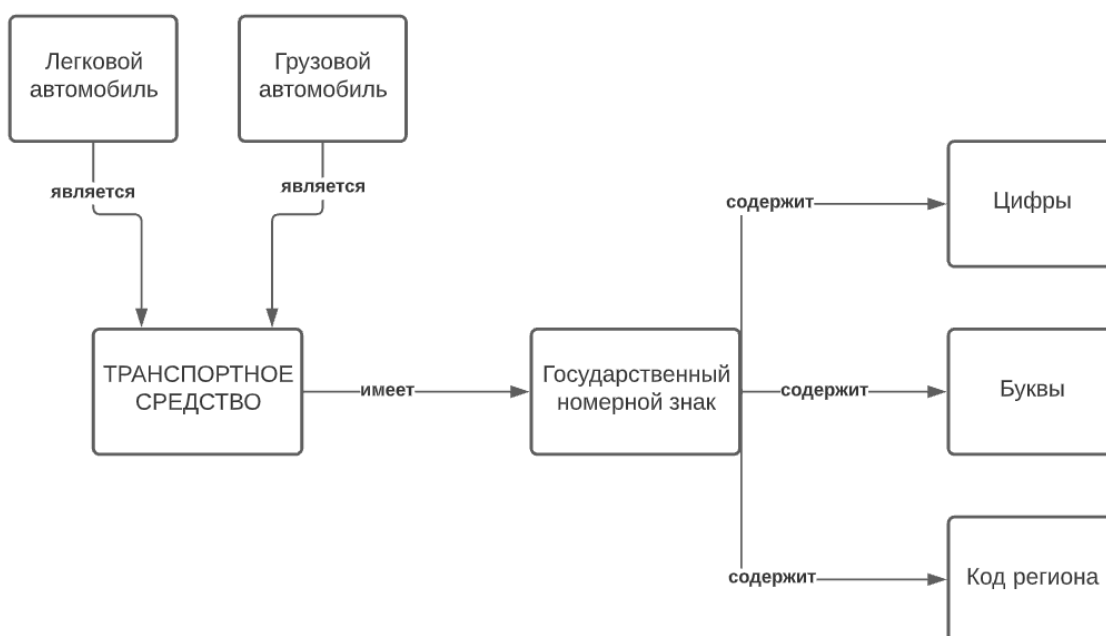 Легковой
автомобиль
Грузовой
автомобиль
является
является
содержит
Цифры
ТРАНСПОРТНОЕ
СРЕДСТВО
имеет
Государственный
номерной знак
содержит
Буквы
содержит
Код региона